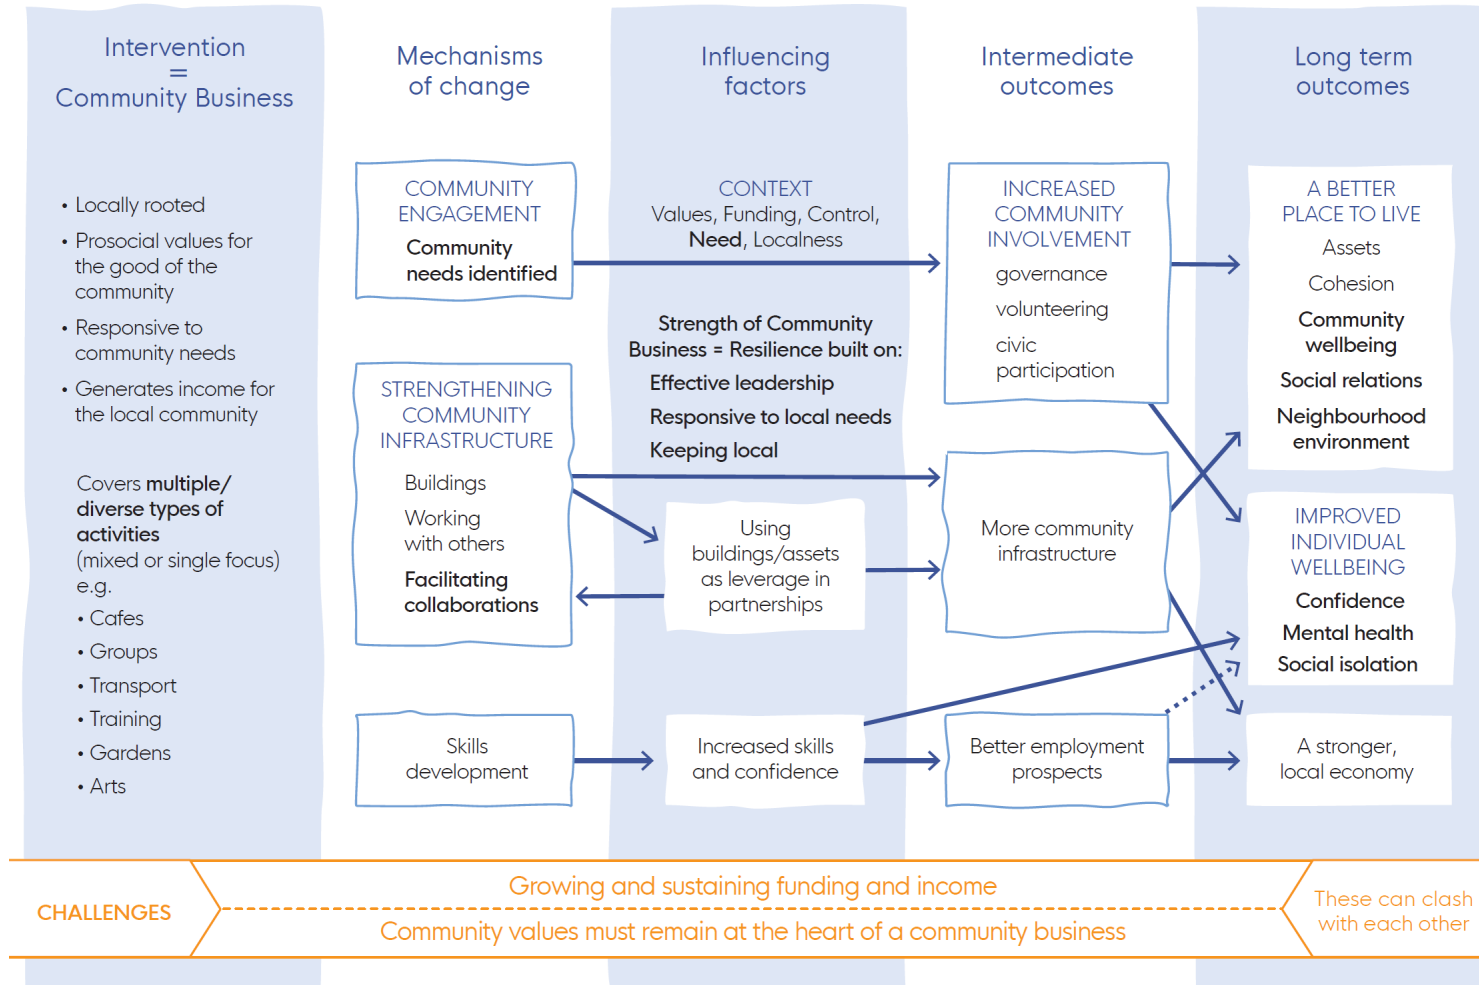 Intervention
=
Community Business
• Locally rooted
• Prosocial values for
the good of the
community
• Responsive to
community needs
• Generates income for
the local community
Covers multiple/
diverse types of
activities
(mixed or single focus)
e.g.
• Cafes
• Groups
• Transport
• Training
• Gardens
• Arts
Mechanisms
of change
COMMUNITY
ENGAGEMENT
Community
needs identified
STRENGTHENING
COMMUNITY
INFRASTRUCTURE
Buildings
Working
with others
Facilitating
collaborations
Skills
development
Influencing
factors
CONTEXT
Values, Funding, Control,
Need, Localness
Strength of Community
Business = Resilience built on:
Effective leadership
Responsive to local needs
Keeping local
Using
buildings/assets
as leverage in
partnerships
Increased skills
and confidence
Intermediate
outcomes
INCREASED
COMMUNITY
INVOLVEMENT
governance
volunteering
civic
participation
More community
infrastructure
Better employment
prospects
Long term
outcomes
A BETTER
PLACE TO LIVE
Assets
Cohesion
Community
wellbeing
Social relations
Neighbourhood
environment
IMPROVED
INDIVIDUAL
WELLBEING
Confidence
Mental health
Social isolation
A stronger,
local economy
CHALLENGES
Growing and sustaining funding and income
Community values must remain at the heart of a community business
These can clash
with each other